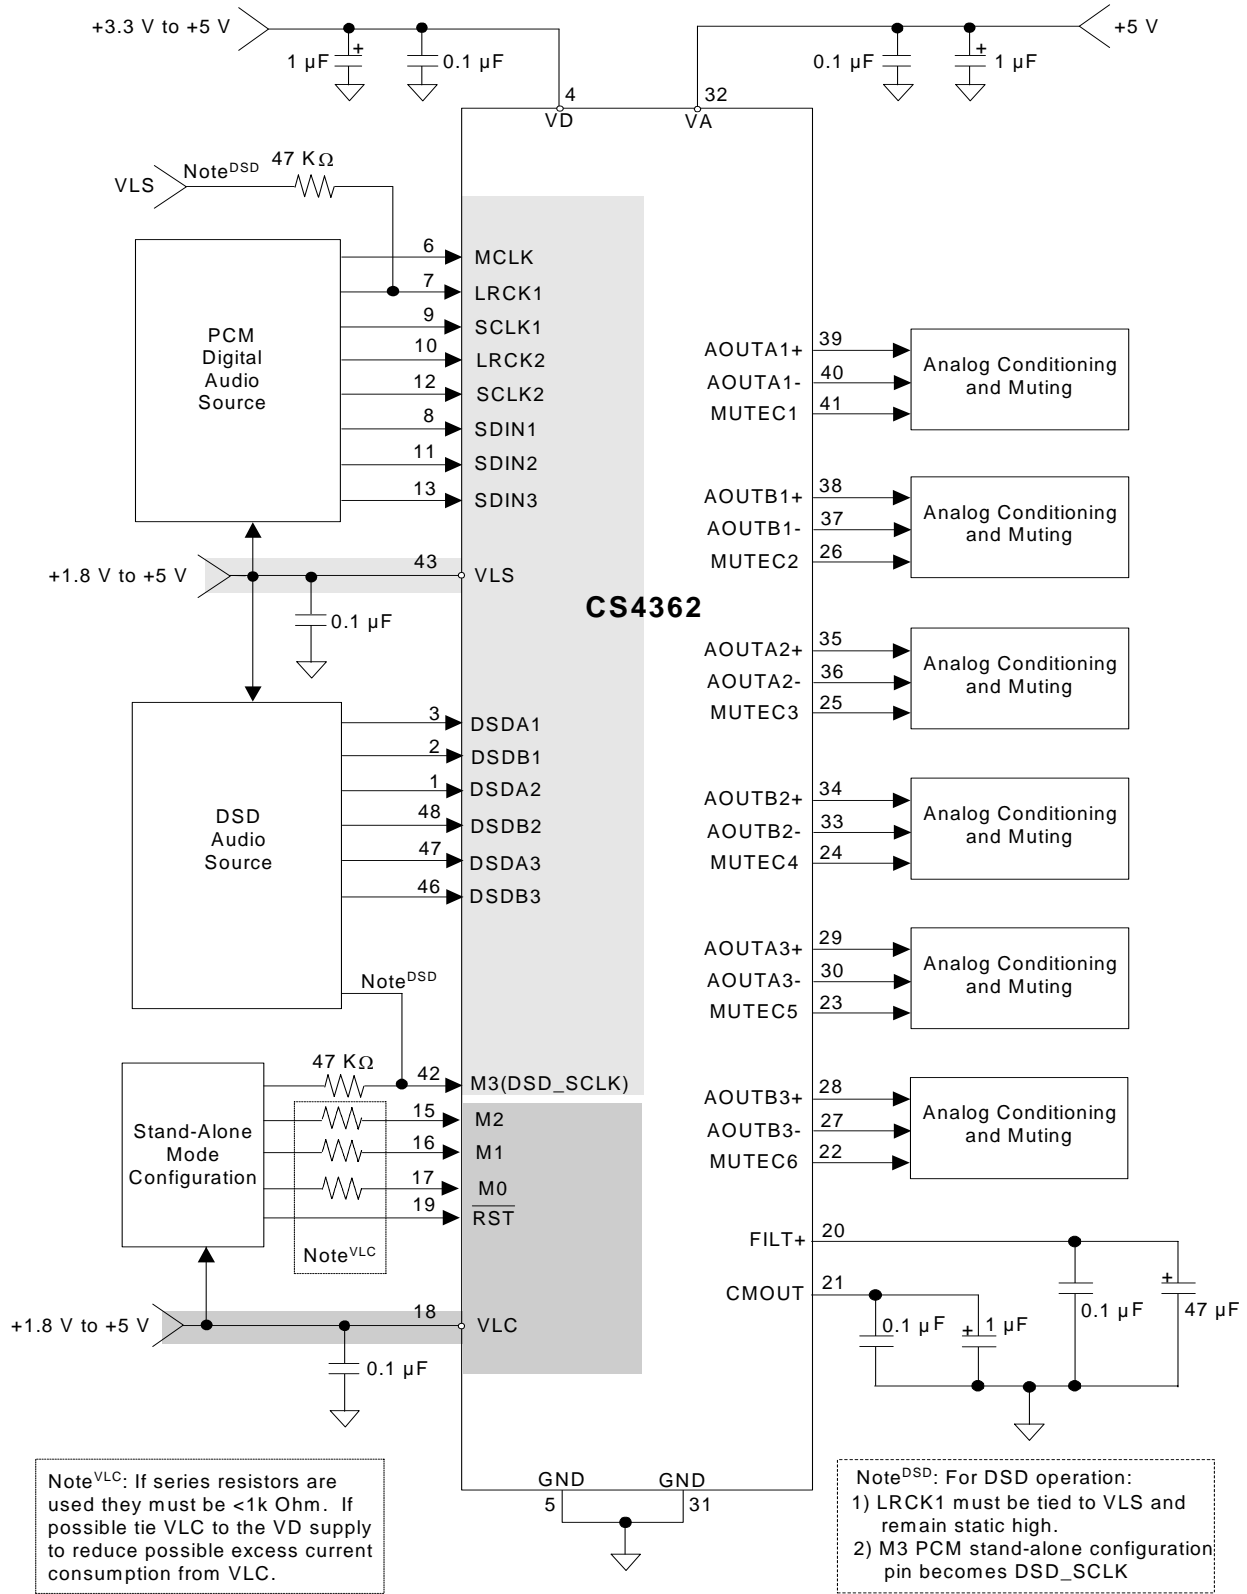 +3.3 V to +5 V
+
1 µF
0.1 µF
0.1 µF
+
1 µF
+5 V
4
32
VD
VA
VLS
Note^DSD
47 KΩ
PCM
Digital
Audio
Source
6
MCLK
7
LRCK1
9
SCLK1
10
LRCK2
12
SCLK2
8
SDIN1
11
SDIN2
13
SDIN3
+1.8 V to +5 V
43
VLS
0.1 µF
CS4362
DSD
Audio
Source
3
DSDA1
2
DSDB1
1
DSDA2
48
DSDB2
47
DSDA3
46
DSDB3
Note^DSD
Stand-Alone
Mode
Configuration
47 KΩ
42
M3(DSD_SCLK)
15
M2
16
M1
17
M0
19
RST
Note^VLC
+1.8 V to +5 V
18
VLC
0.1 µF
AOUTA1+
39
AOUTA1-
40
MUTEC1
41
Analog Conditioning
and Muting
AOUTB1+
38
AOUTB1-
37
MUTEC2
26
Analog Conditioning
and Muting
AOUTA2+
35
AOUTA2-
36
MUTEC3
25
Analog Conditioning
and Muting
AOUTB2+
34
AOUTB2-
33
MUTEC4
24
Analog Conditioning
and Muting
AOUTA3+
29
AOUTA3-
30
MUTEC5
23
Analog Conditioning
and Muting
AOUTB3+
28
AOUTB3-
27
MUTEC6
22
Analog Conditioning
and Muting
FILT+
20
CMOUT
21
0.1 µF
+
1 µF
0.1 µF
+
47 µF
GND
GND
5
31
Note^VLC: If series resistors are
used they must be <1k Ohm. If
possible tie VLC to the VD supply
to reduce possible excess current
consumption from VLC.
Note^DSD: For DSD operation:
1) LRCK1 must be tied to VLS and
remain static high.
2) M3 PCM stand-alone configuration
pin becomes DSD_SCLK